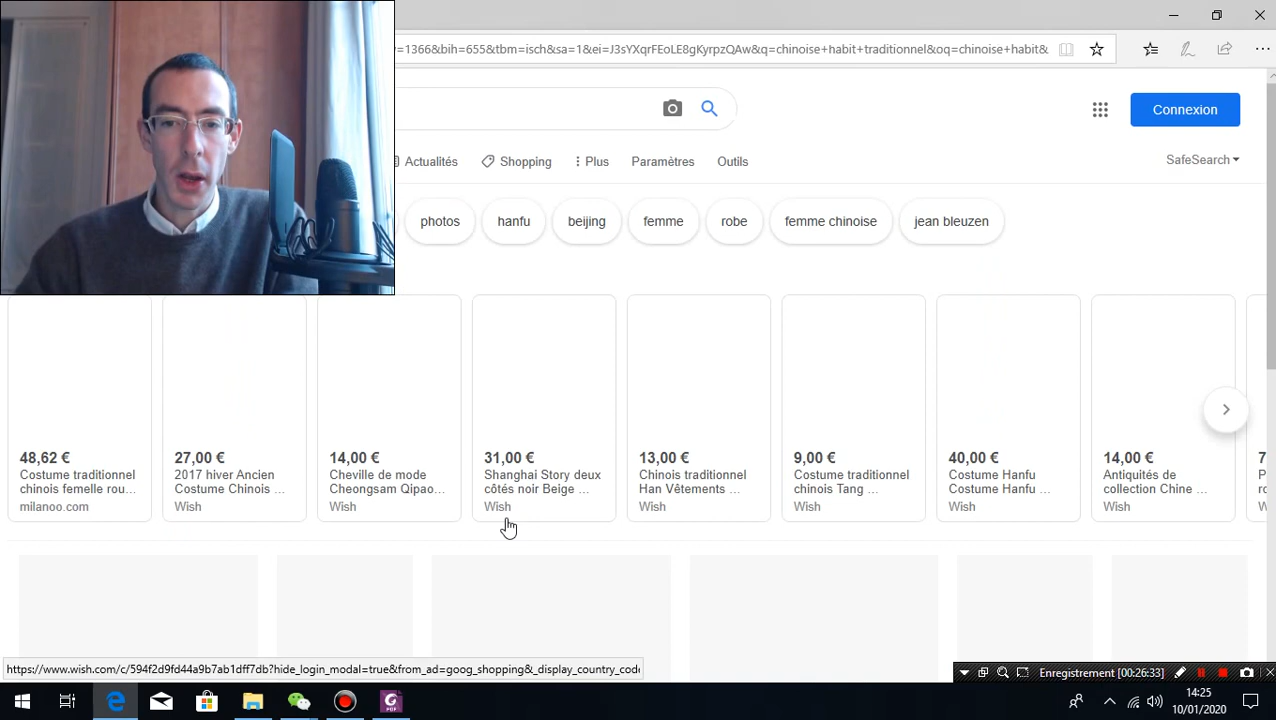 =1366&bih=655&tbm=isch&sa=1&ei=J3sYXqrFEoLE8gKyrpzQAw&q=chinoise+habit+traditionnel&oq=chinoise+habit&
Connexion
Actualités Shopping Plus Paramètres Outils SafeSearch
photos hanfu beijing femme robe femme chinoise jean bleuzen
48,62 €
Costume traditionnel
chinois femelle rou...
milanoo.com
27,00 €
2017 hiver Ancien
Costume Chinois ...
Wish
14,00 €
Cheville de mode
Cheongsam Qipao...
Wish
31,00 €
Shanghai Story deux
côtés noir Beige ...
Wish
13,00 €
Chinois traditionnel
Han Vêtements ...
Wish
9,00 €
Costume traditionnel
chinois Tang ...
Wish
40,00 €
Costume Hanfu
Costume Hanfu ...
Wish
14,00 €
Antiquités de
collection Chine ...
Wish
https://www.wish.com/c/594f2d9fd44a9b7ab1dff7db?hide_login_modal=true&from_ad=goog_shopping&_display_country_code
Enregistrement [00:26:33]
14:25
10/01/2020